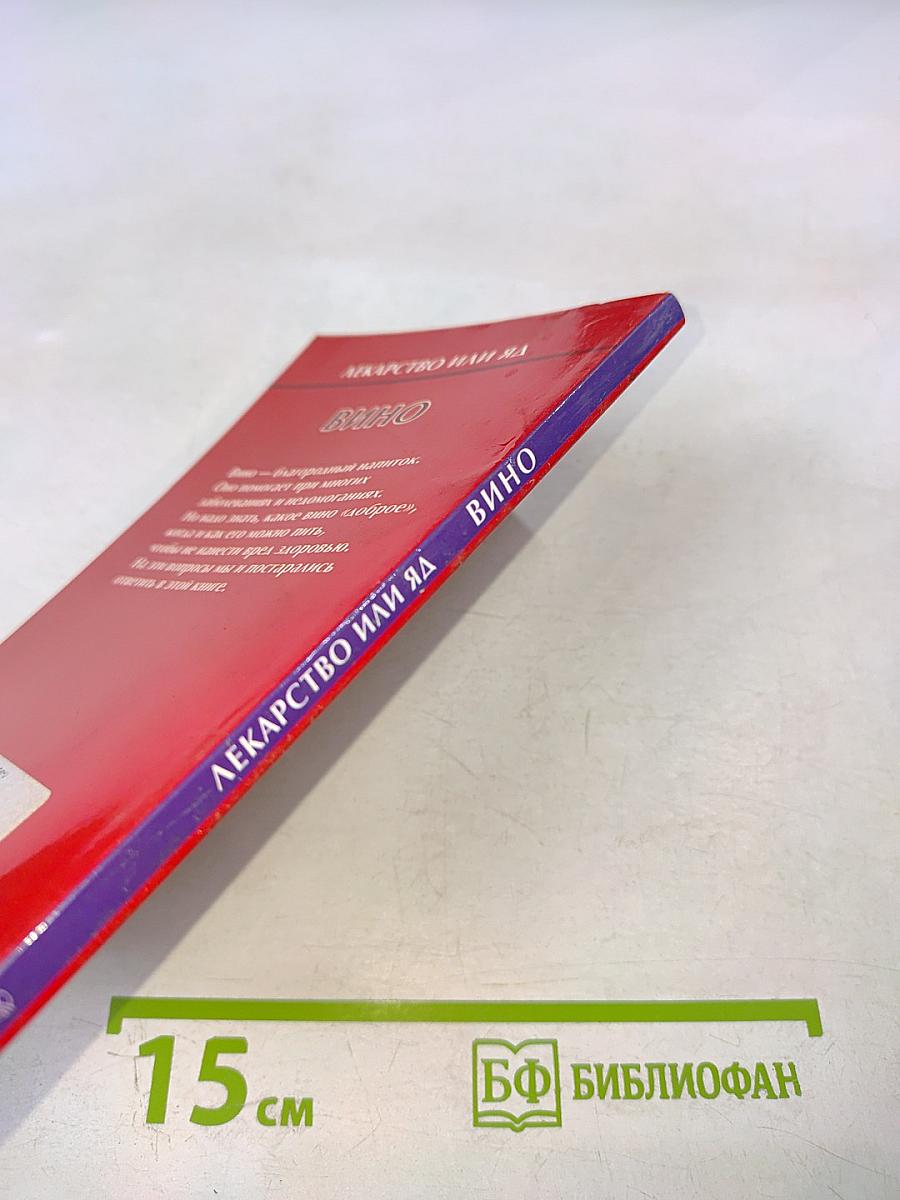 ЛЕКАРСТВО ИЛИ ЯД
ВИНО
Вино — благородный напиток.
Оно помогает при многих
заболеваниях и недомоганиях.
Но надо знать, какое вино «доброе»,
когда и как его можно пить,
чтобы не нанести вред здоровью.
На эти вопросы мы и постарались
ответить в этой книге.
ЛЕКАРСТВО ИЛИ ЯД ВИНО
15 см
БФ БИБЛИОФАН